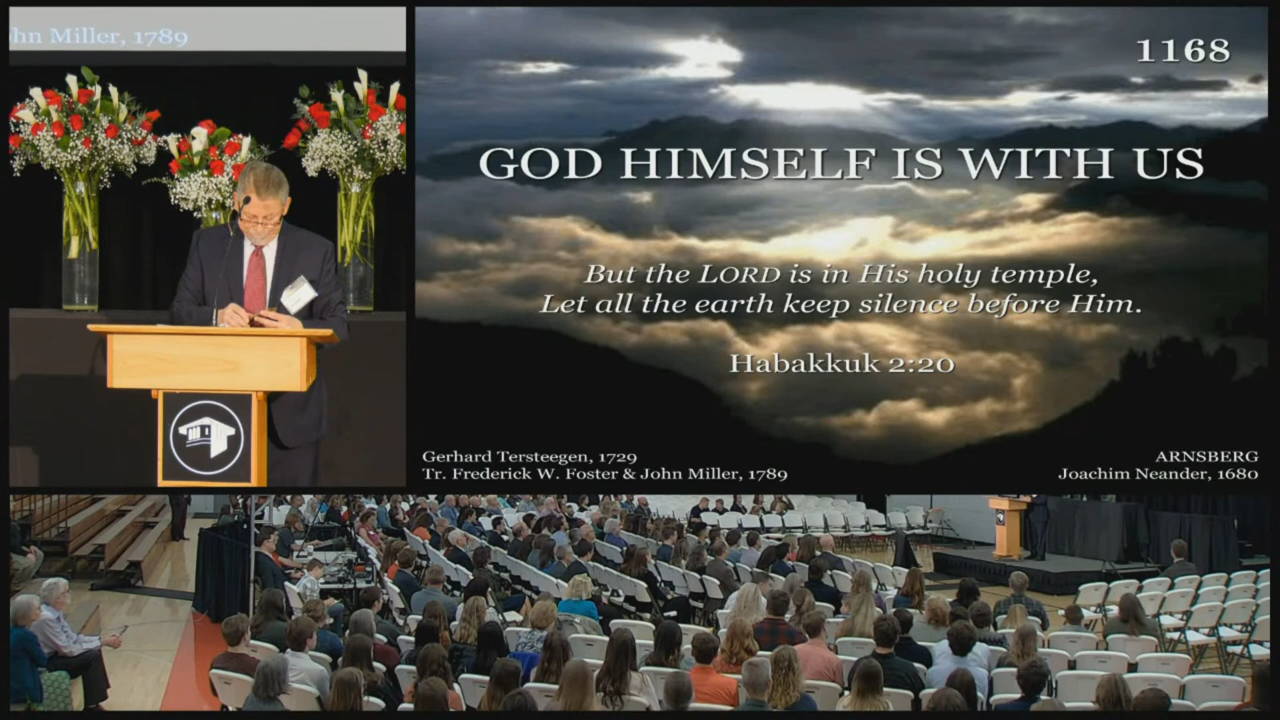 hn Miller, 1789
1168
GOD HIMSELF IS WITH US
But the LORD is in His holy temple,
Let all the earth keep silence before Him.
Habakkuk 2:20
Gerhard Tersteegen, 1729
Tr. Frederick W. Foster & John Miller, 1789
ARNSBERG
Joachim Neander, 1680